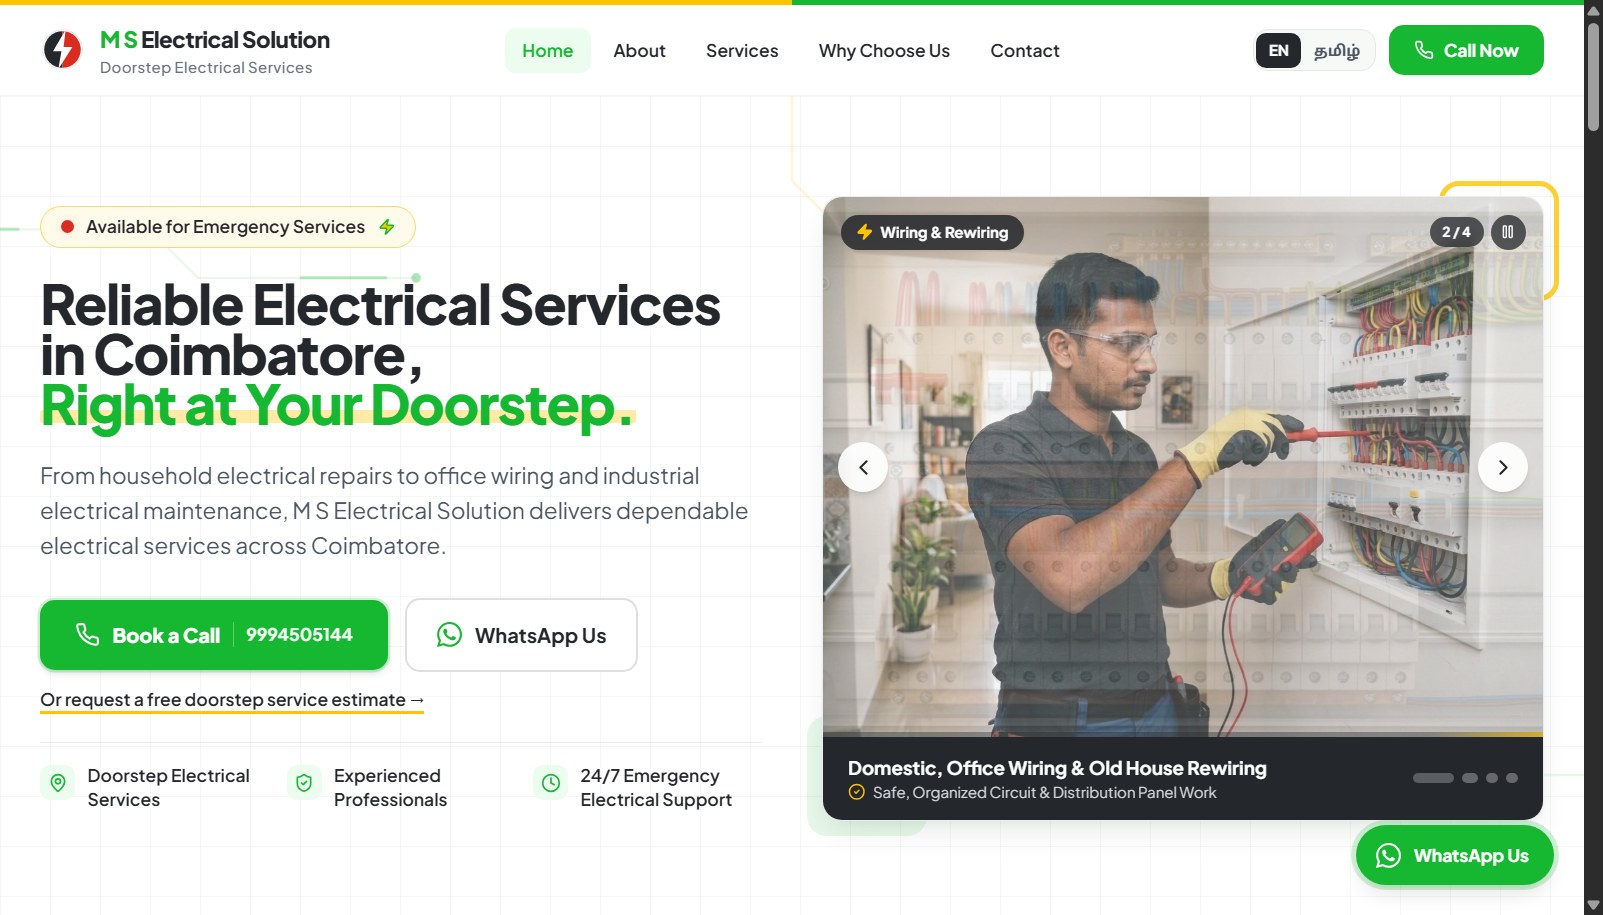 M S Electrical Solution
Doorstep Electrical Services
Home
About
Services
Why Choose Us
Contact
EN
தமிழ்
Call Now
Available for Emergency Services
Reliable Electrical Services
in Coimbatore,
Right at Your Doorstep.
From household electrical repairs to office wiring and industrial
electrical maintenance, M S Electrical Solution delivers dependable
electrical services across Coimbatore.
Book a Call
9994505144
WhatsApp Us
Or request a free doorstep service estimate →
Doorstep Electrical
Services
Experienced
Professionals
24/7 Emergency
Electrical Support
Wiring & Rewiring
2 / 4
Domestic, Office Wiring & Old House Rewiring
Safe, Organized Circuit & Distribution Panel Work
WhatsApp Us